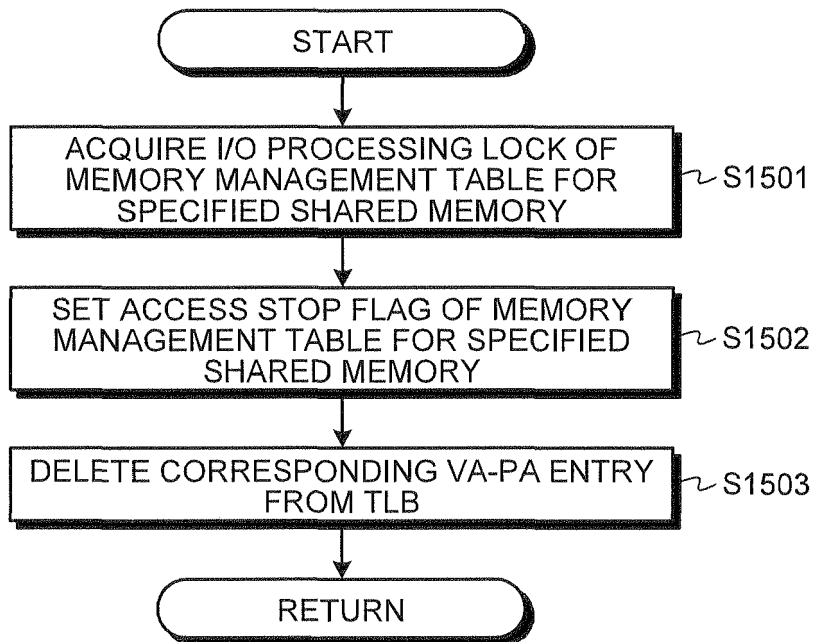 START
ACQUIRE I/O PROCESSING LOCK OF
MEMORY MANAGEMENT TABLE FOR
SPECIFIED SHARED MEMORY
S1501
SET ACCESS STOP FLAG OF MEMORY
MANAGEMENT TABLE FOR SPECIFIED
SHARED MEMORY
S1502
DELETE CORRESPONDING VA-PA ENTRY
FROM TLB
S1503
RETURN